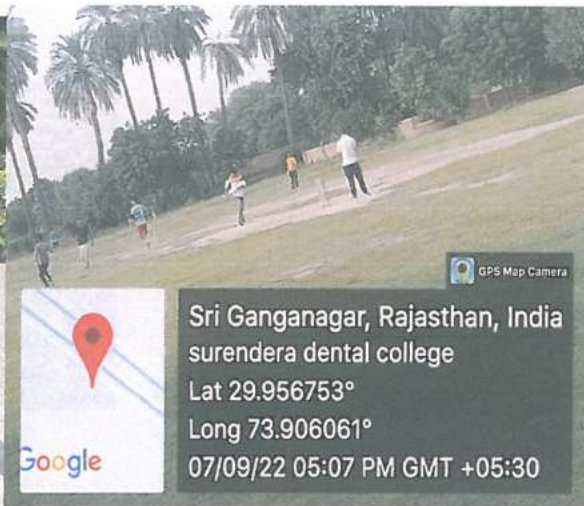 GPS Map Camera
Sri Ganganagar, Rajasthan, India
surendera dental college
Lat 29.956753°
Long 73.906061°
07/09/22 05:07 PM GMT +05:30
Google